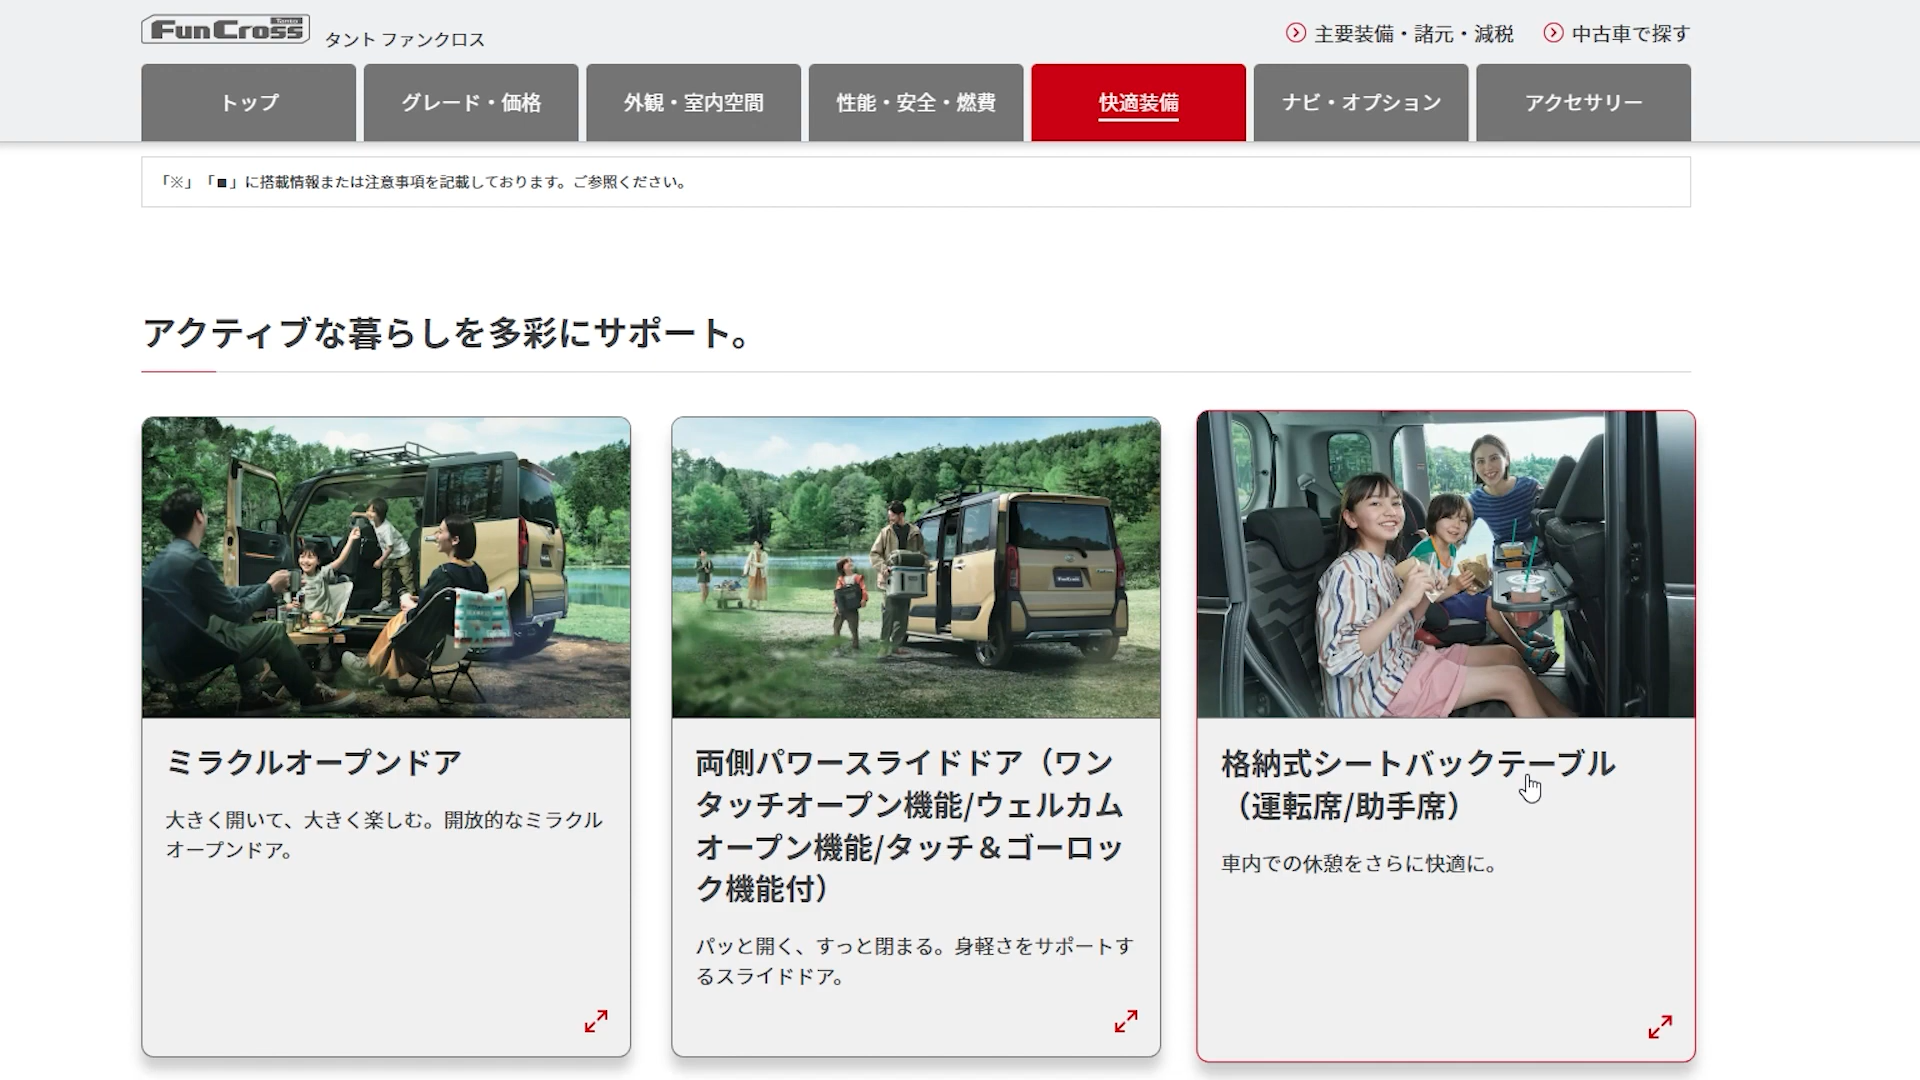 FunCross Tanto
タント ファンクロス
主要装備・諸元・減税
中古車で探す
トップ
グレード・価格
外観・室内空間
性能・安全・燃費
快適装備
ナビ・オプション
アクセサリー
「※」「■」に搭載情報または注意事項を記載しております。ご参照ください。
アクティブな暮らしを多彩にサポート。
ミラクルオープンドア
大きく開いて、大きく楽しむ。開放的なミラクル
オープンドア。
両側パワースライドドア（ワン
タッチオープン機能/ウェルカム
オープン機能/タッチ＆ゴーロッ
ク機能付）
パッと開く、すっと閉まる。身軽さをサポートす
るスライドドア。
格納式シートバックテーブル
（運転席/助手席）
車内での休憩をさらに快適に。
FunCross